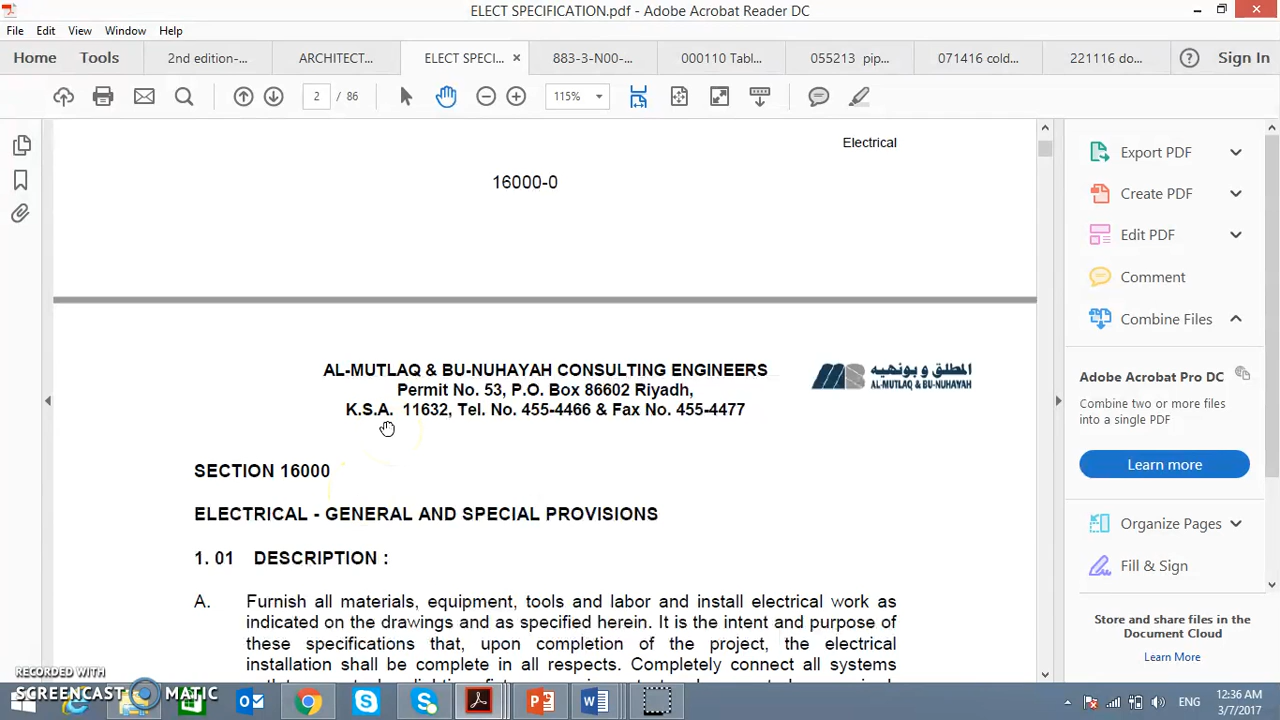 ELECT SPECIFICATION.pdf - Adobe Acrobat Reader DC
File Edit View Window Help
Home Tools 2nd edition-... ARCHITECT... ELECT SPECI... × 883-3-N00-... 000110 Tabl... 055213 pip... 071416 cold... 221116 do... Sign In
2 / 86 115%
Electrical
16000-0
AL-MUTLAQ & BU-NUHAYAH CONSULTING ENGINEERS
Permit No. 53, P.O. Box 86602 Riyadh,
K.S.A. 11632, Tel. No. 455-4466 & Fax No. 455-4477
المطلق و بونهيه
AL-MUTLAQ & BU-NUHAYAH
SECTION 16000
ELECTRICAL - GENERAL AND SPECIAL PROVISIONS
1. 01 DESCRIPTION :
A. Furnish all materials, equipment, tools and labor and install electrical work as
indicated on the drawings and as specified herein. It is the intent and purpose of
these specifications that, upon completion of the project, the electrical
installation shall be complete in all respects. Completely connect all systems
Export PDF
Create PDF
Edit PDF
Comment
Combine Files
Adobe Acrobat Pro DC
Combine two or more files
into a single PDF
Learn more
Organize Pages
Fill & Sign
Store and share files in the
Document Cloud
Learn More
RECORDED WITH
SCREENCAST MATIC
ENG
12:36 AM
3/7/2017